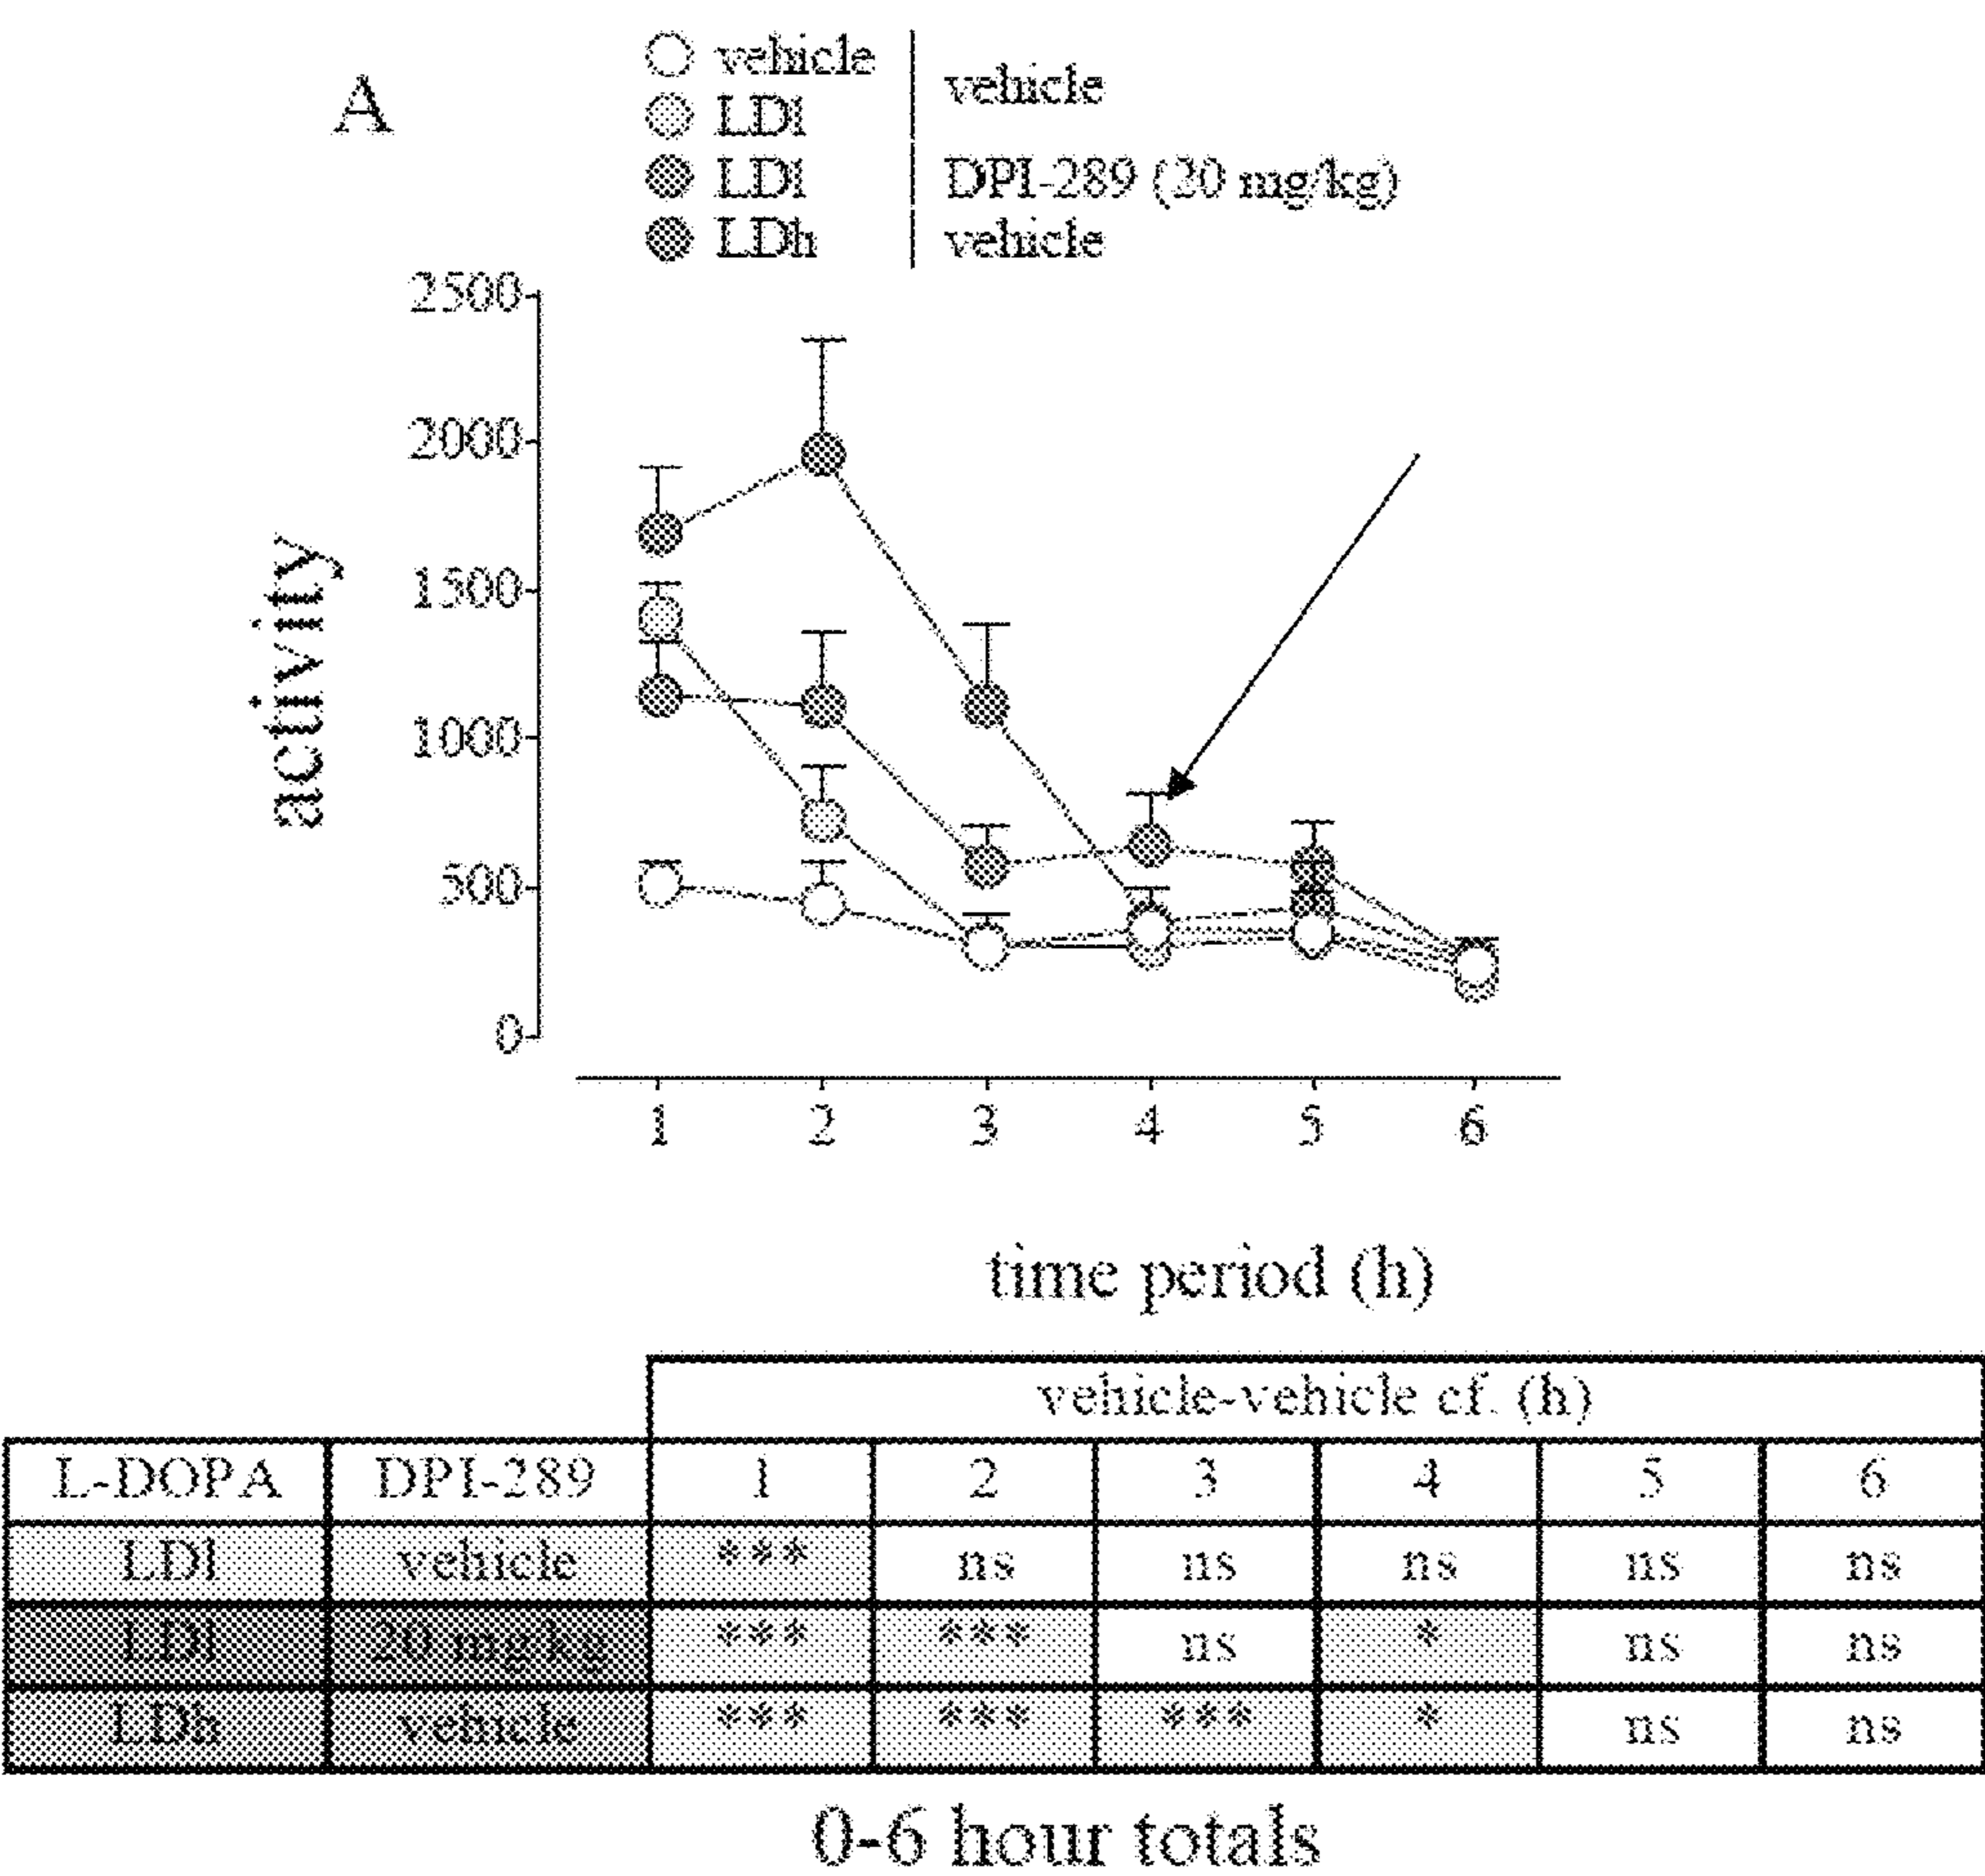 A
vehicle
LDl
LDl
LDh
vehicle
DPI-289 (20 mg/kg)
vehicle
2500
2000
1500
1000
500
0
activity
1 2 3 4 5 6
time period (h)
vehicle-vehicle cf. (h)
L-DOPA DPI-289 1 2 3 4 5 6
LDl vehicle *** ns ns ns ns ns
LDl 20 mg/kg *** *** ns * ns ns
LDh vehicle *** *** *** * ns ns
0-6 hour totals